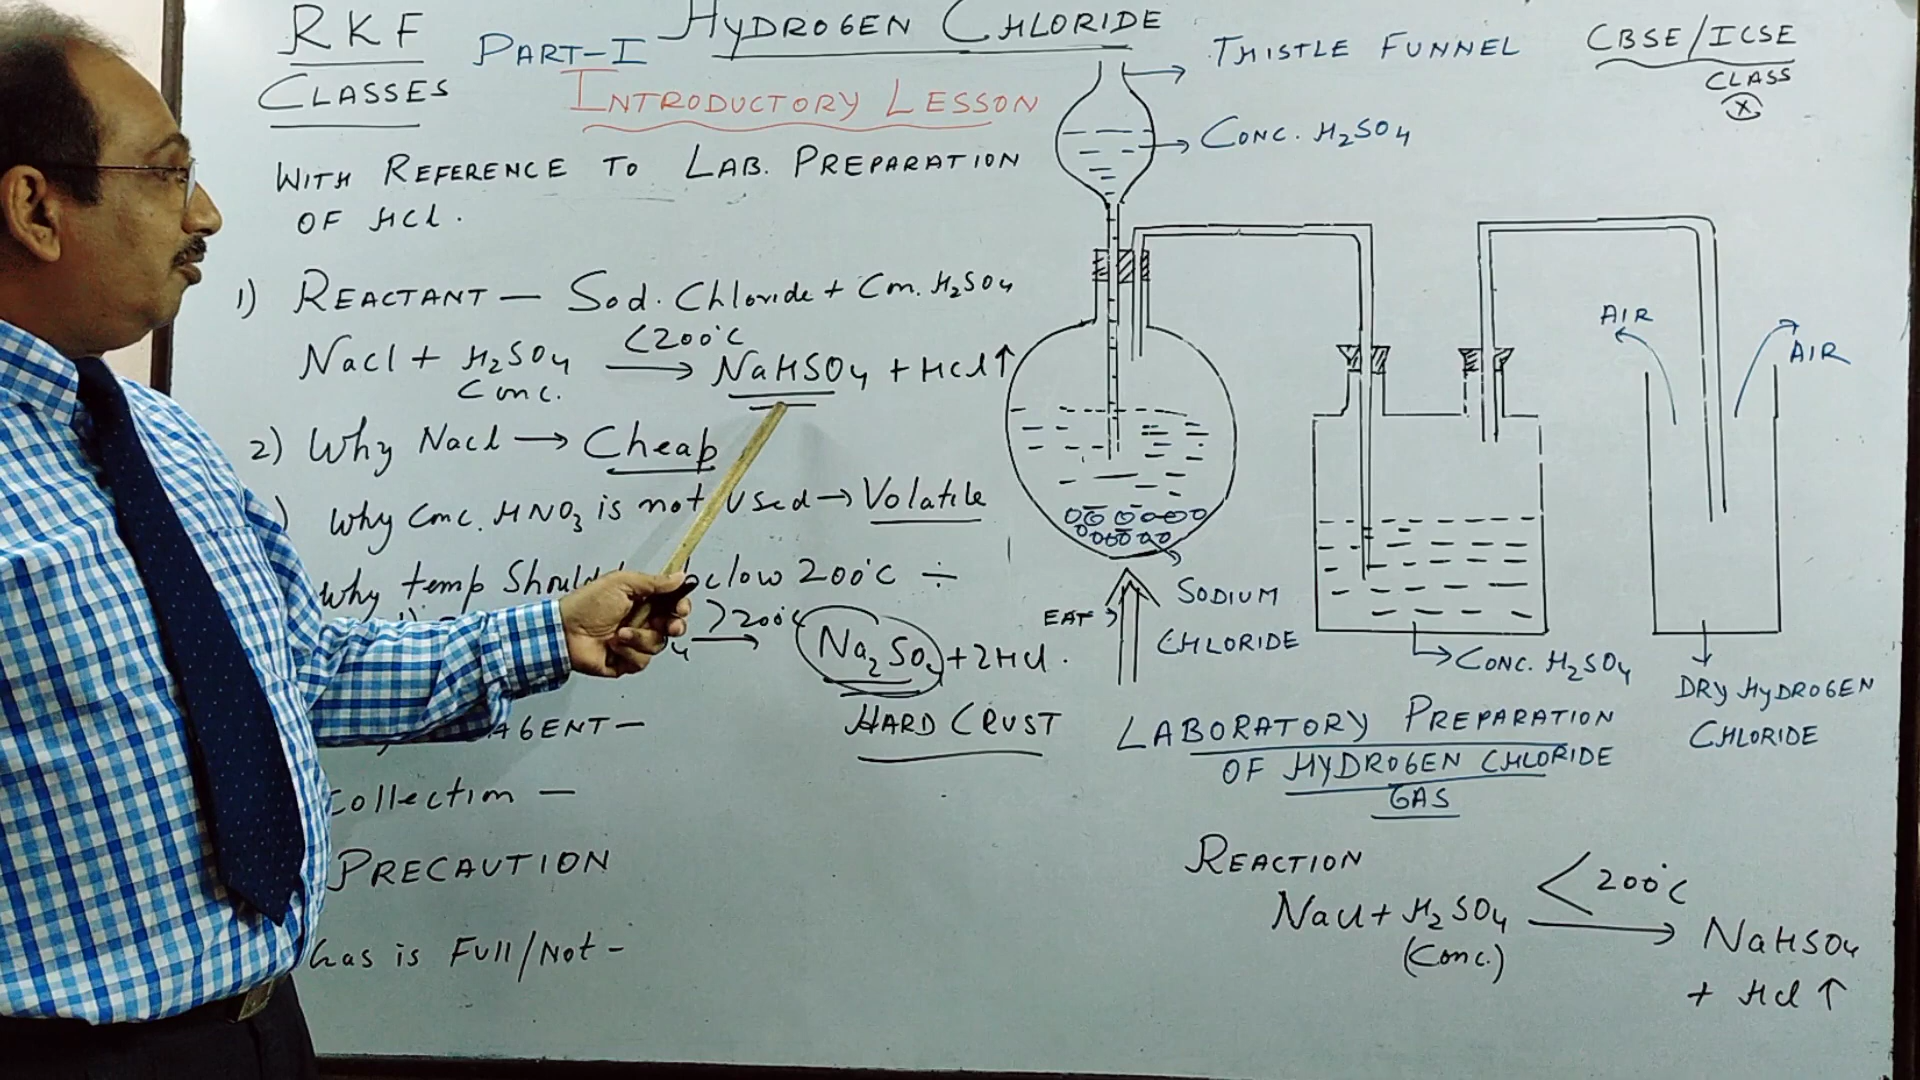 RKF
CLASSES
PART-I
HYDROGEN CHLORIDE
INTRODUCTORY LESSON
WITH REFERENCE TO LAB. PREPARATION
OF HCl.
1) REACTANT — Sod. Chloride + Con. H2SO4
NaCl + H2SO4 <200°C NaHSO4 + HCl ↑
Conc.
2) Why NaCl → Cheap
) Why Conc. HNO3 is not used → Volatile
Why temp Should below 200°C ÷
4 >200°C → Na2SO4 + 2HCl.
HARD CRUST
AGENT —
Collection —
PRECAUTION
Gas is Full/Not -
CBSE/ICSE
CLASS
X
THISTLE FUNNEL
CONC. H2SO4
AIR
AIR
EAT
SODIUM
CHLORIDE
CONC. H2SO4
DRY HYDROGEN
CHLORIDE
LABORATORY PREPARATION
OF HYDROGEN CHLORIDE
GAS
REACTION
NaCl + H2SO4 <200°C → NaHSO4
(Conc.)
+ HCl ↑